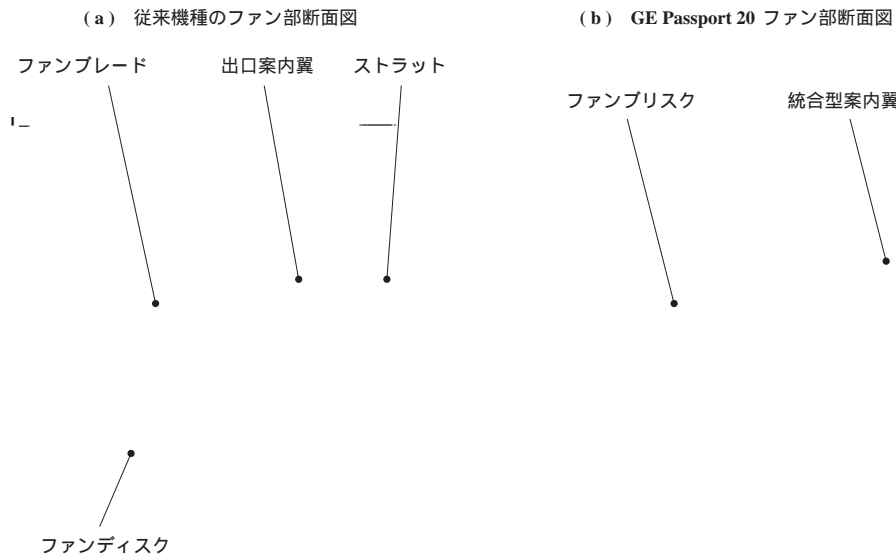 ( a ) 従来機種のファン部断面図
ファンブレード 出口案内翼 ストラット
ファンディスク
( b ) GE Passport 20 ファン部断面図
ファンブリスク 統合型案内翼